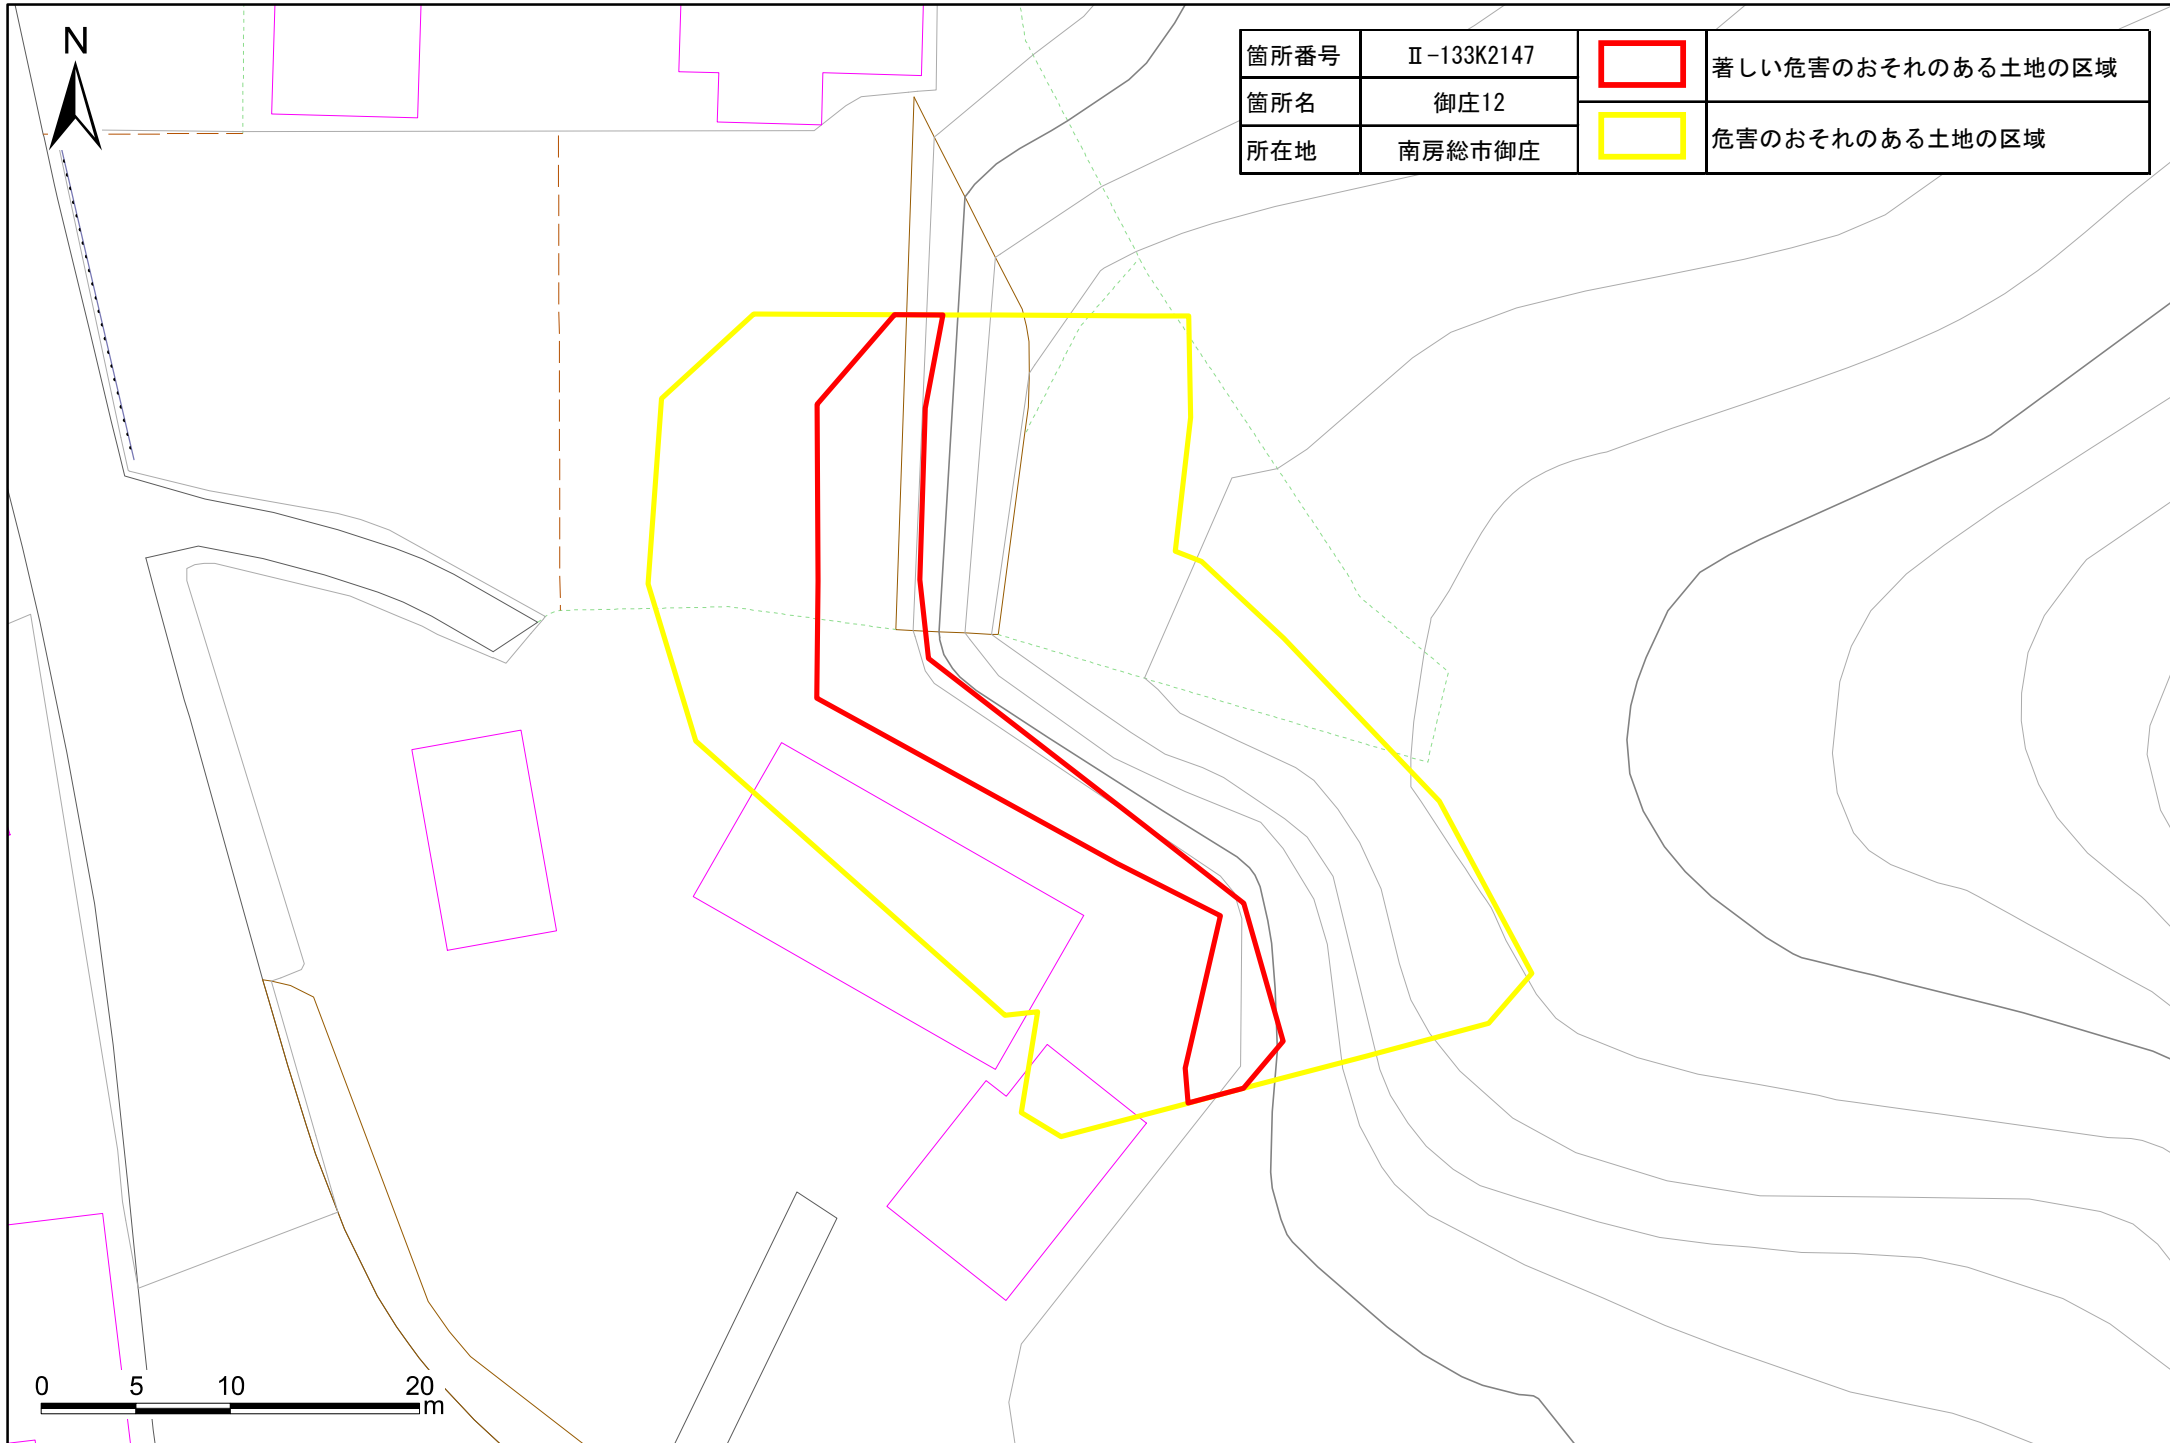 N
箇所番号 Ⅱ-133K2147 著しい危害のおそれのある土地の区域
箇所名 御庄12
所在地 南房総市御庄 危害のおそれのある土地の区域
0 5 10 20
m